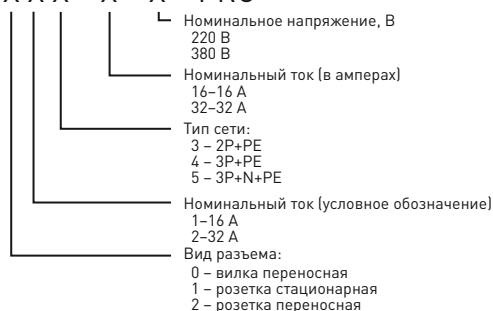 Номинальное напряжение, В
220 В
380 В
Номинальный ток (в амперах)
16–16 А
32–32 А
Тип сети:
3 – 2P+PE
4 – 3P+PE
5 – 3P+N+PE
Номинальный ток (условное обозначение)
1–16 А
2–32 А
Вид разъема:
0 – вилка переносная
1 – розетка стационарная
2 – розетка переносная